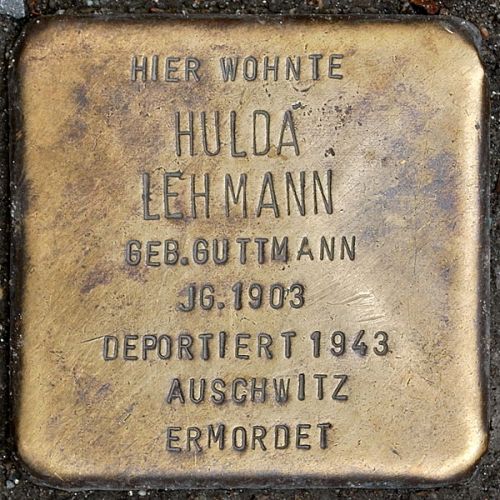 HIER WOHNTE
HULDA
LEHMANN
GEB.GUTTMANN
JG.1903
DEPORTIERT 1943
AUSCHWITZ
ERMORDET